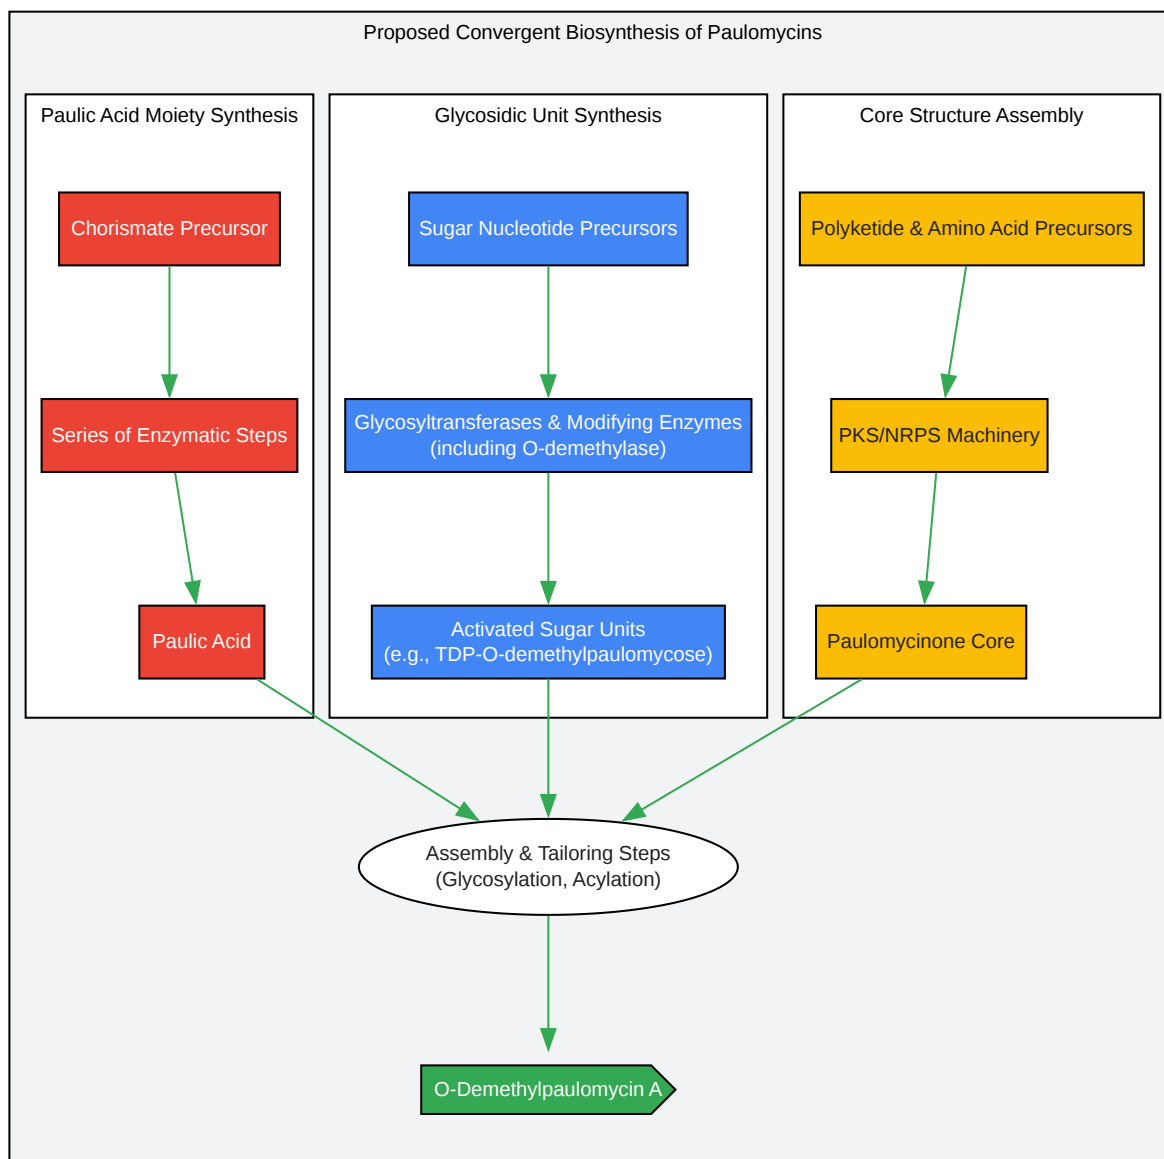 Proposed Convergent Biosynthesis of Paulomycins
Paulic Acid Moiety Synthesis
Chorismate Precursor
Series of Enzymatic Steps
Paulic Acid
Glycosidic Unit Synthesis
Sugar Nucleotide Precursors
Glycosyltransferases & Modifying Enzymes
(including O-demethylase)
Activated Sugar Units
(e.g., TDP-O-demethylpaulomycose)
Core Structure Assembly
Polyketide & Amino Acid Precursors
PKS/NRPS Machinery
Paulomycinone Core
Assembly & Tailoring Steps
(Glycosylation, Acylation)
O-Demethylpaulomycin A